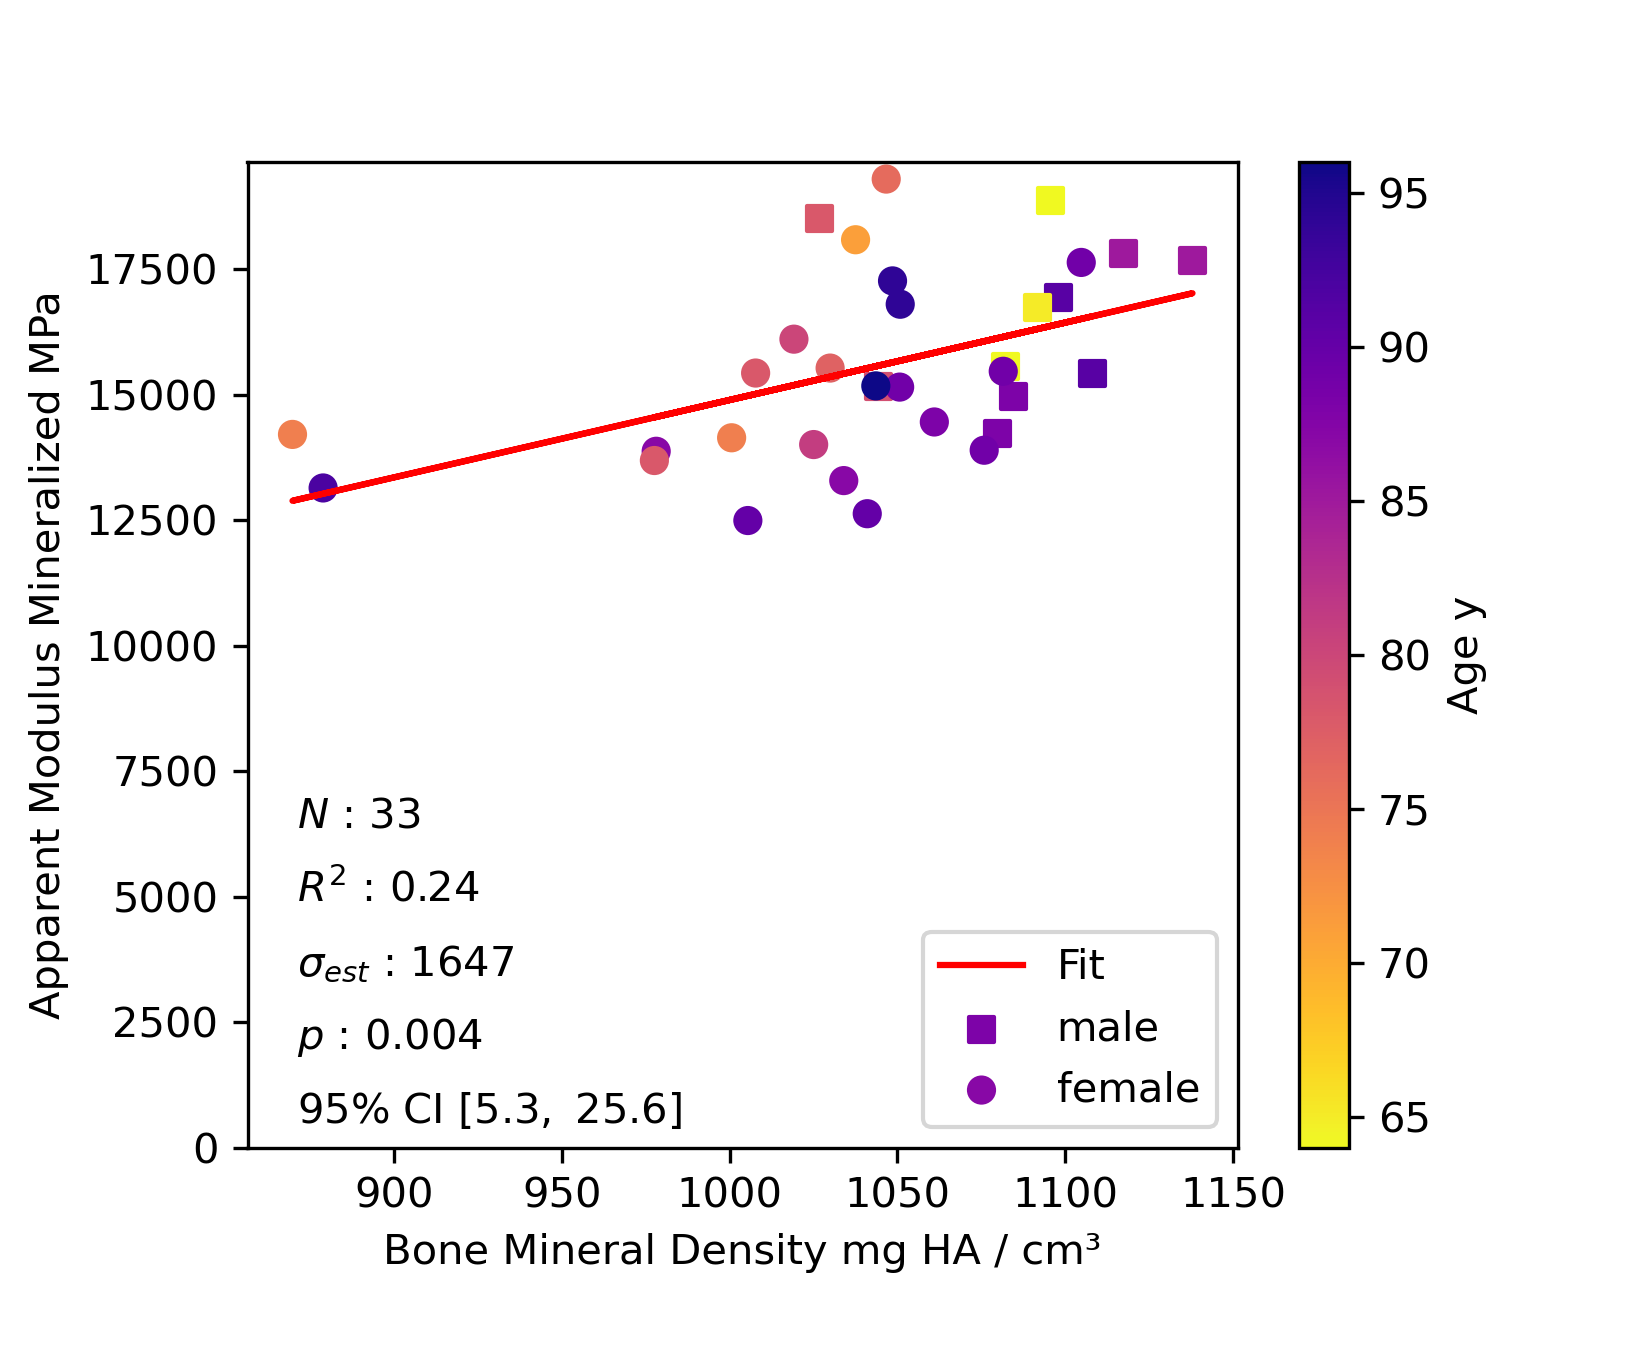 17500
15000
12500
10000
7500
5000
2500
0
Apparent Modulus Mineralized MPa
N : 33
R² : 0.24
σest : 1647
p : 0.004
95% CI [5.3, 25.6]
Fit
male
female
900 950 1000 1050 1100 1150
Bone Mineral Density mg HA / cm³
95
90
85
80
75
70
65
Age y